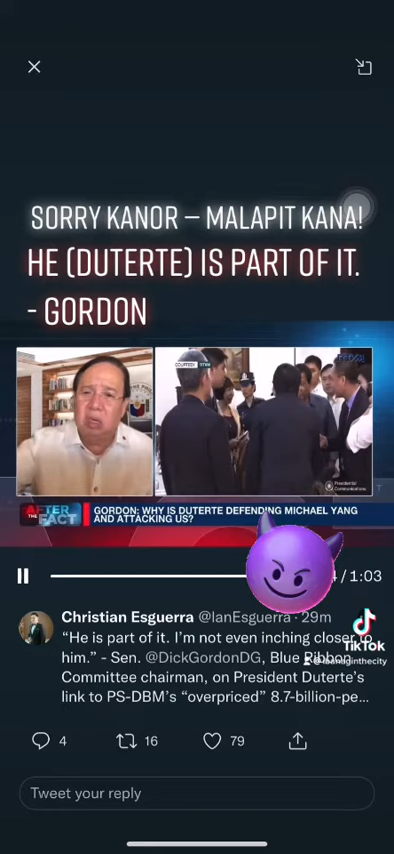 SORRY KANOR – MALAPIT KANA!
HE (DUTERTE) IS PART OF IT.
- GORDON
COURTESY RTVM
Presidential
Communications
AFTER
THE FACT
GORDON: WHY IS DUTERTE DEFENDING MICHAEL YANG
AND ATTACKING US?
/ 1:03
Christian Esguerra @IanEsguerra · 29m
“He is part of it. I’m not even inching closer to
him.” - Sen. @DickGordonDG, Blue Ribbon
Committee chairman, on President Duterte’s
link to PS-DBM’s “overpriced” 8.7-billion-pe...
TikTok
4
16
79
Tweet your reply